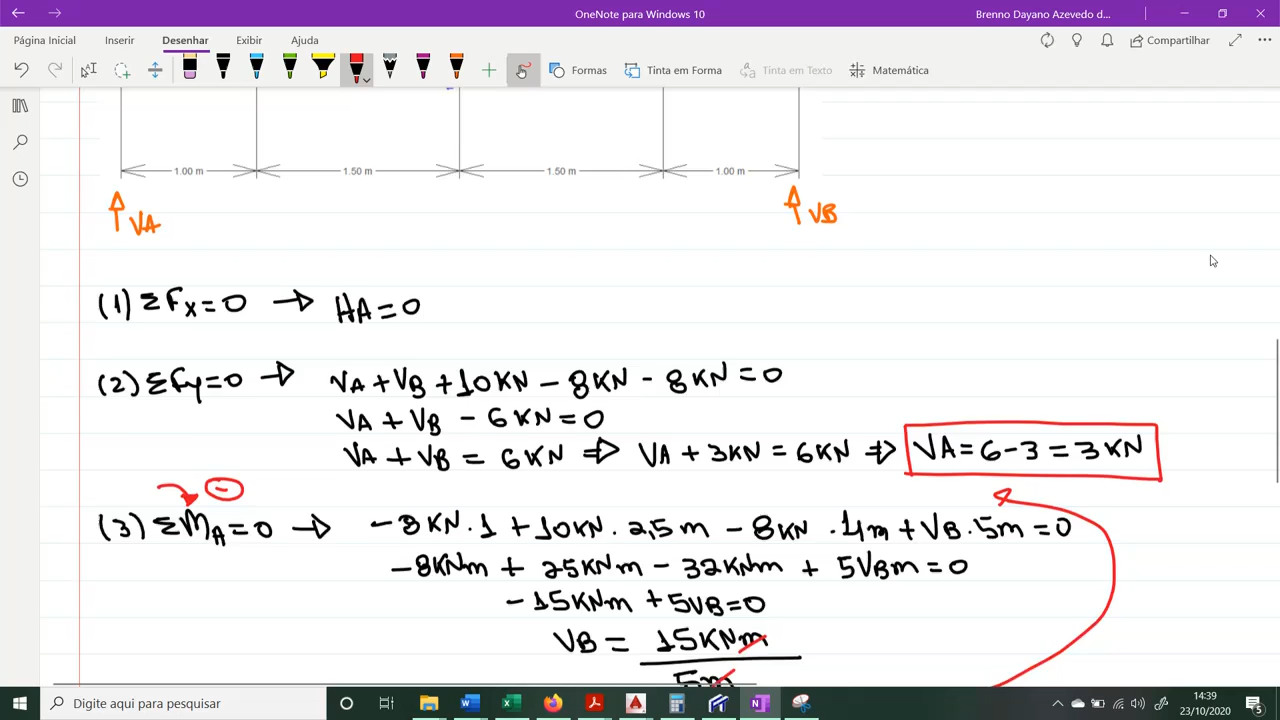 OneNote para Windows 10
Brenno Dayano Azevedo d...
Página Inicial Inserir Desenhar Exibir Ajuda
Compartilhar
Formas Tinta em Forma Tinta em Texto Matemática
1.00 m 1.50 m 1.50 m 1.00 m
VA VB
(1) ΣFx=0 → HA=0
(2) ΣFy=0 → VA+VB+10KN-8KN-8KN=0
VA+VB-6KN=0
VA+VB=6KN ⇒ VA+3KN=6KN ⇒ VA=6-3=3KN
-
(3) ΣMA=0 → -8KN.1+10KN.2,5m-8KN.4m+VB.5m=0
-8KNm+25KNm-32KNm+5VBm=0
-15KNm+5VB=0
VB=15KNm
5m
Digite aqui para pesquisar
14:39
23/10/2020
5